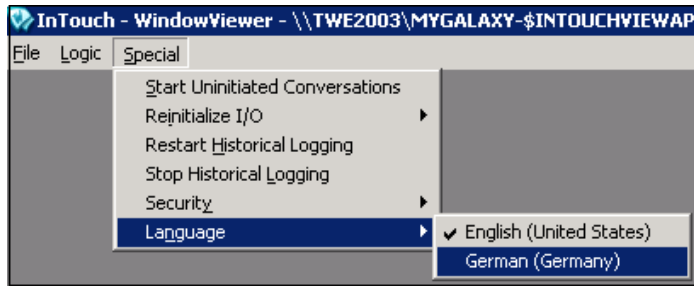 InTouch - WindowViewer - \\TWE2003\MYGALAXY-$INTOUCHVIEWAP
File Logic Special
Start Uninitiated Conversations
Reinitialize I/O
Restart Historical Logging
Stop Historical Logging
Security
Language
English (United States)
German (Germany)